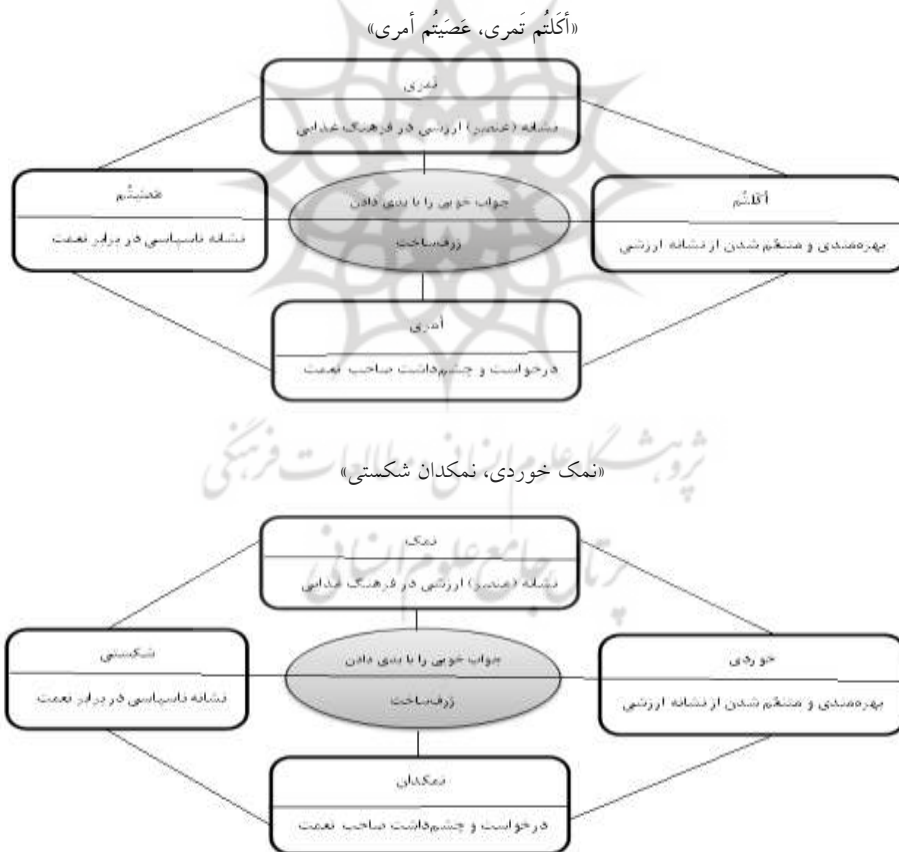 «أَکَلتُم تَمری، عَصَیتُم أمری»
تمری
نشانه (عنصر) ارزشی در فرهنگ غذایی
أکلتُم
بهره‌مندی و متنعّم شدن از نشانه ارزشی
جواب خوبی را با بدی دادن
ژرف‌ساخت
عَصَیتُم
نشانه ناسپاسی در برابر نعمت
أمری
درخواست و چشم‌داشت صاحب نعمت
پژوهشگاه علوم انسانی و مطالعات فرهنگی
«نمک خوردی، نمکدان شکستی»
پرتال جامع علوم انسانی
نمک
نشانه (عنصر) ارزشی در فرهنگ غذایی
خوردی
بهره‌مندی و متنعّم شدن از نشانه ارزشی
جواب خوبی را با بدی دادن
ژرف‌ساخت
شکستی
نشانه ناسپاسی در برابر نعمت
نمکدان
درخواست و چشم‌داشت صاحب نعمت